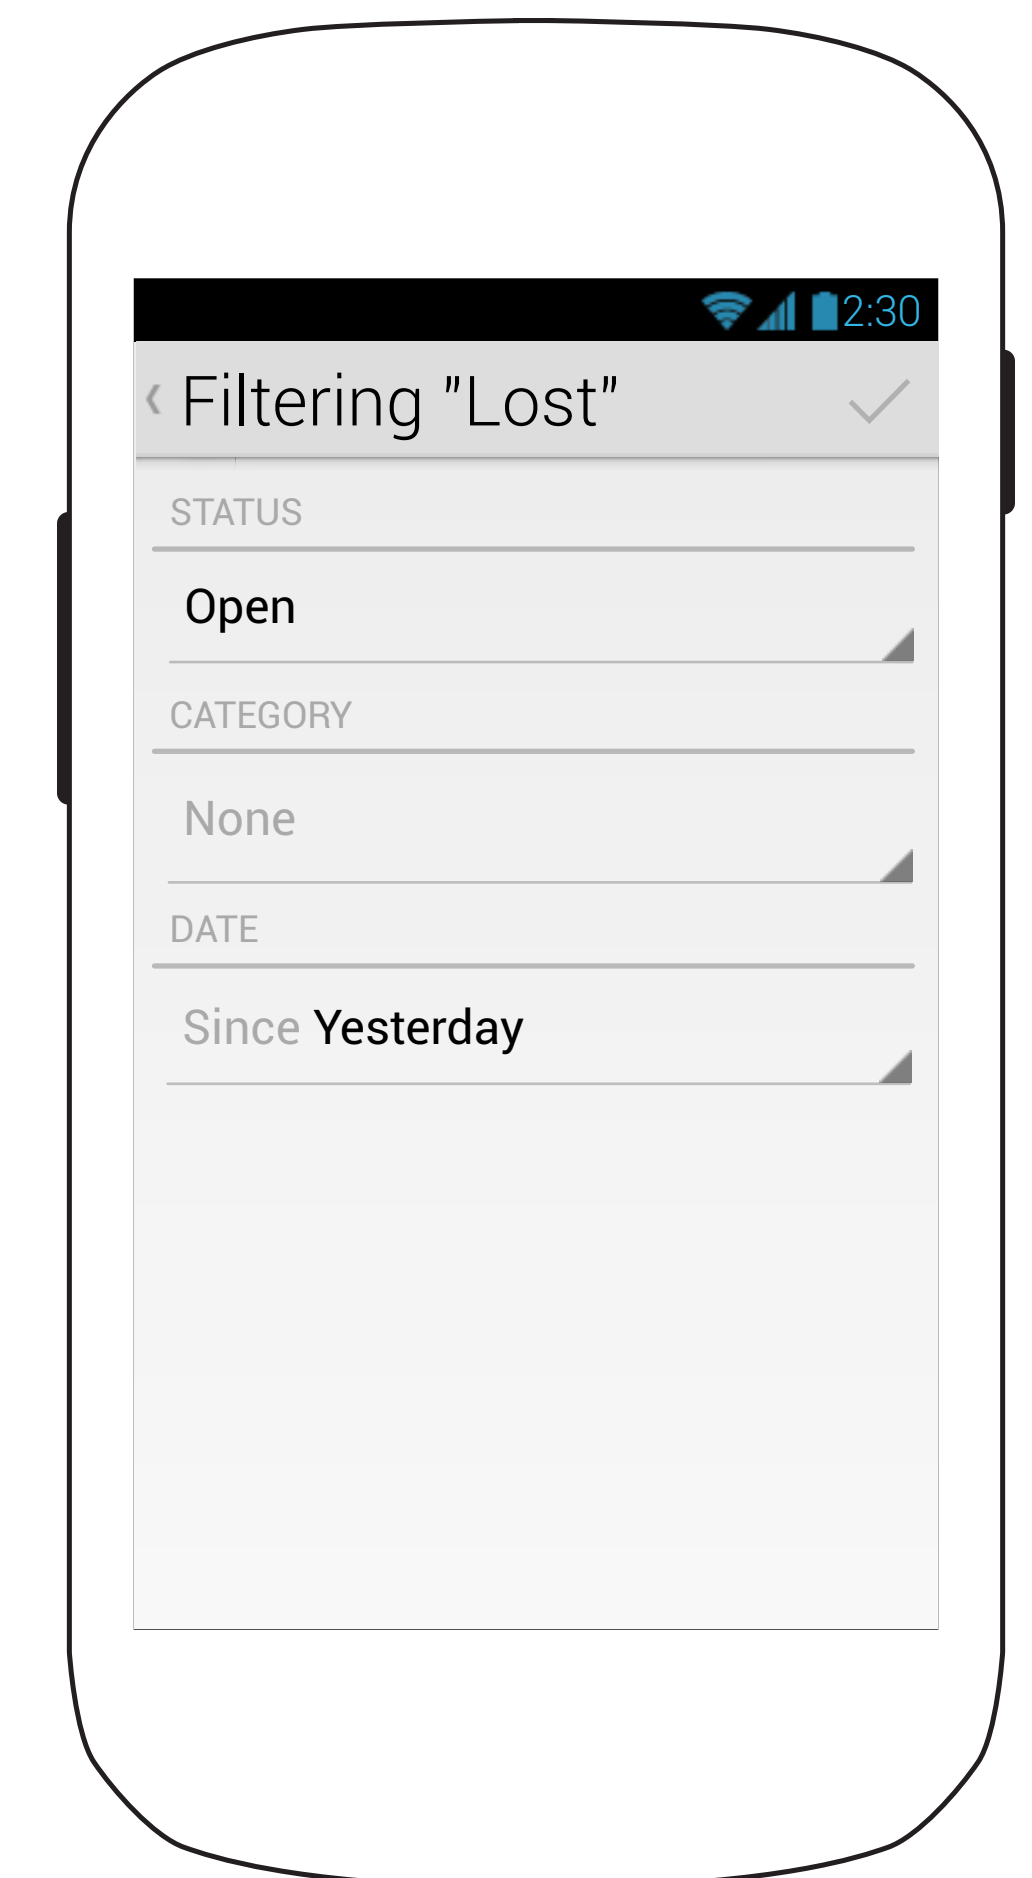 2:30
Filtering "Lost"
STATUS
Open
CATEGORY
None
DATE
Since Yesterday